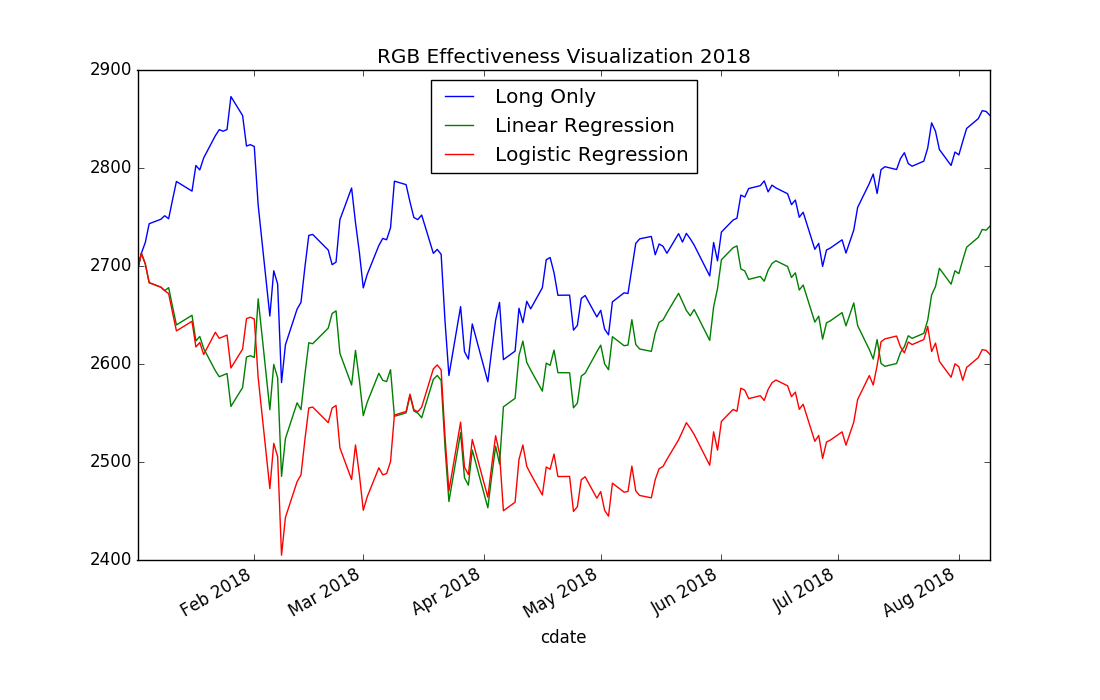 RGB Effectiveness Visualization 2018
Long Only
Linear Regression
Logistic Regression
2900
2800
2700
2600
2500
2400
Feb 2018
Mar 2018
Apr 2018
May 2018
Jun 2018
Jul 2018
Aug 2018
cdate